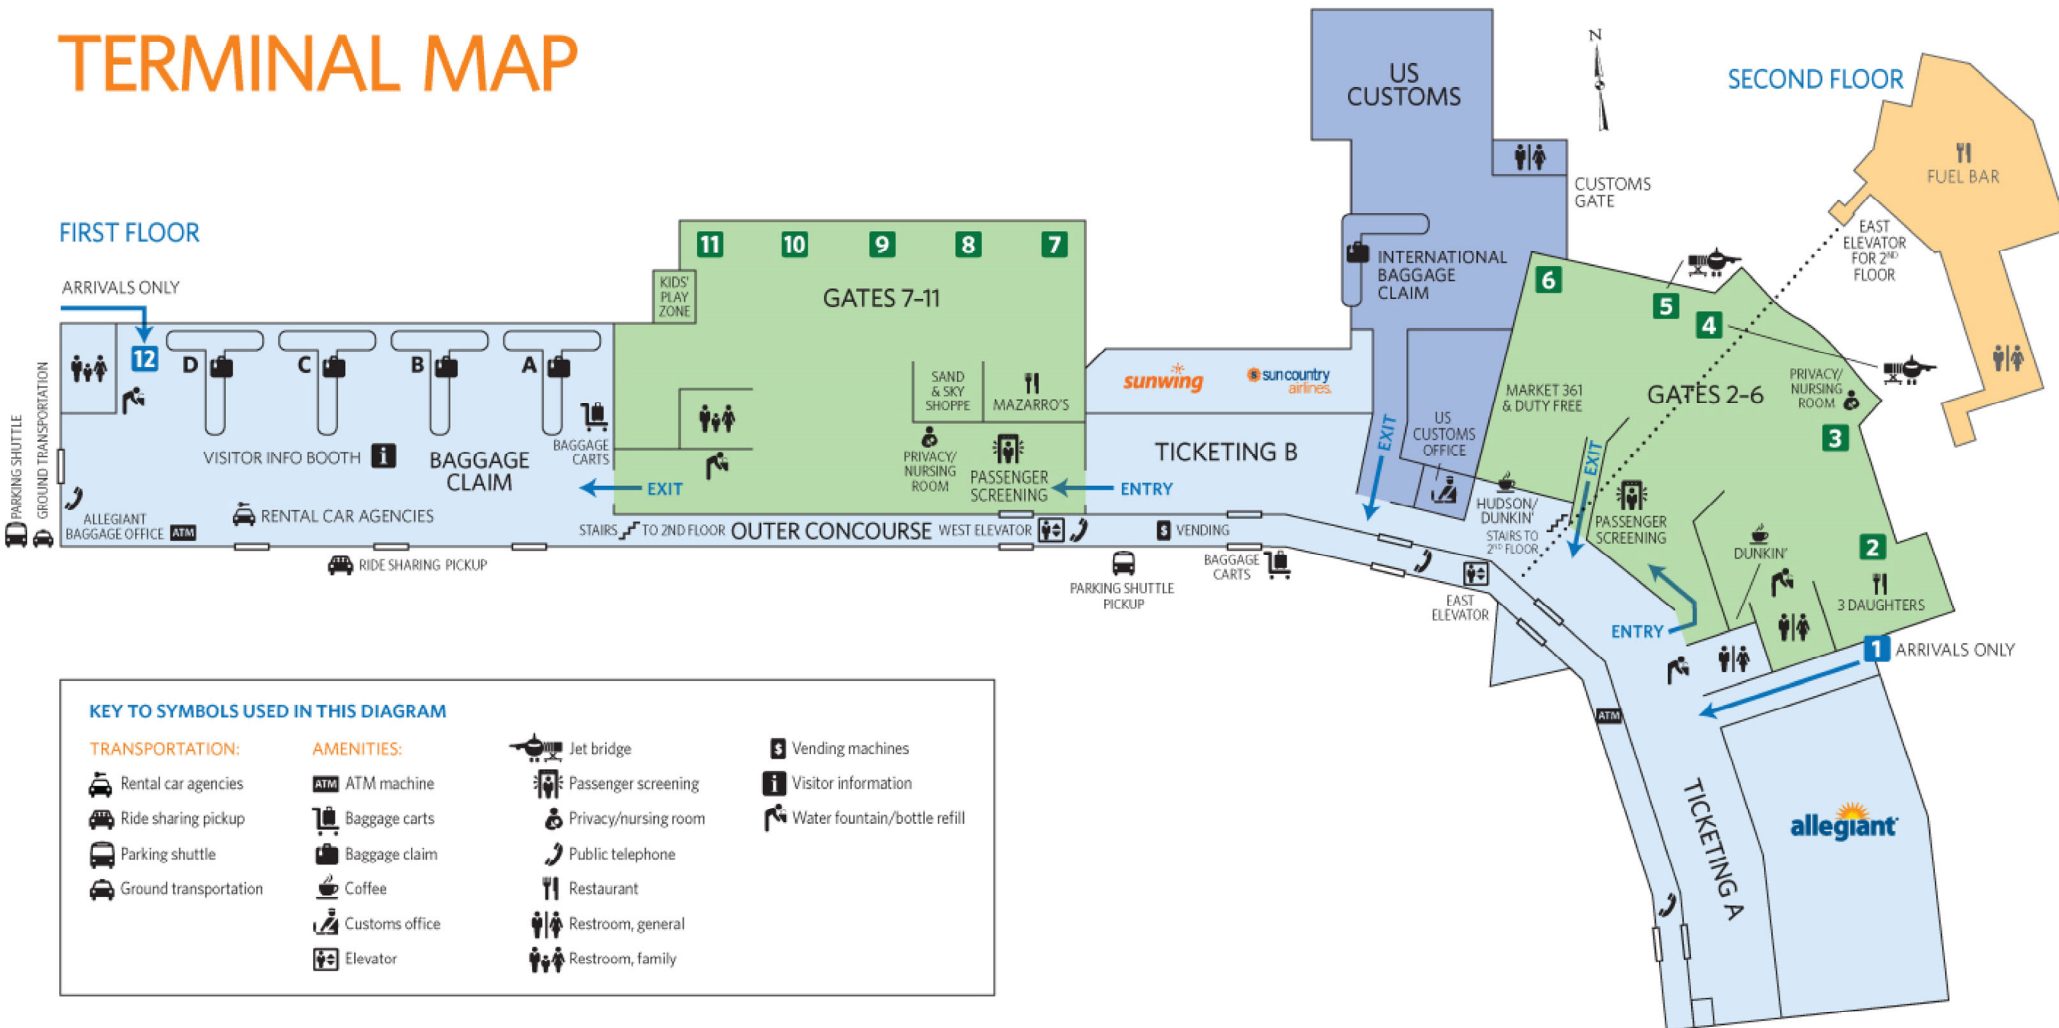 TERMINAL MAP
FIRST FLOOR
SECOND FLOOR
N
US
CUSTOMS
CUSTOMS
GATE
FUEL BAR
EAST
ELEVATOR
FOR 2ND
FLOOR
ARRIVALS ONLY
12
D
C
B
A
PARKING SHUTTLE
GROUND TRANSPORTATION
VISITOR INFO BOOTH
i
BAGGAGE
CLAIM
BAGGAGE
CARTS
ALLEGIANT
BAGGAGE OFFICE
ATM
RENTAL CAR AGENCIES
RIDE SHARING PICKUP
KIDS'
PLAY
ZONE
11
10
9
8
7
GATES 7–11
SAND
& SKY
SHOPPE
MAZARRO'S
PRIVACY/
NURSING
ROOM
PASSENGER
SCREENING
EXIT
ENTRY
STAIRS
TO 2ND FLOOR
OUTER CONCOURSE
WEST ELEVATOR
$
VENDING
BAGGAGE
CARTS
PARKING SHUTTLE
PICKUP
sunwing
s suncountry
airlines.
TICKETING B
EXIT
INTERNATIONAL
BAGGAGE
CLAIM
US
CUSTOMS
OFFICE
6
5
4
3
2
MARKET 361
& DUTY FREE
GATES 2–6
PRIVACY/
NURSING
ROOM
EXIT
HUDSON/
DUNKIN'
STAIRS TO
2ND FLOOR
PASSENGER
SCREENING
DUNKIN'
3 DAUGHTERS
EAST
ELEVATOR
ENTRY
1
ARRIVALS ONLY
ATM
TICKETING A
allegiant
KEY TO SYMBOLS USED IN THIS DIAGRAM
TRANSPORTATION:
Rental car agencies
Ride sharing pickup
Parking shuttle
Ground transportation
AMENITIES:
ATM ATM machine
Baggage carts
Baggage claim
Coffee
Customs office
Elevator
Jet bridge
Passenger screening
Privacy/nursing room
Public telephone
Restaurant
Restroom, general
Restroom, family
$ Vending machines
i Visitor information
Water fountain/bottle refill